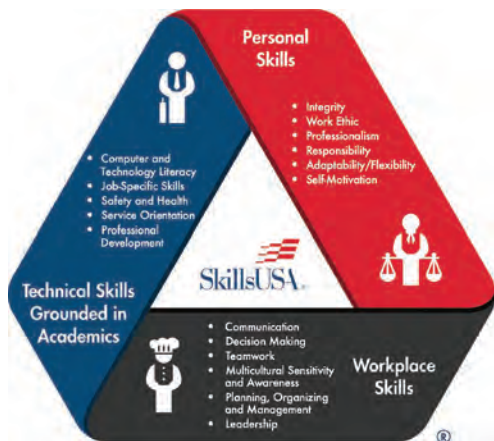 Personal
Skills
• Integrity
• Work Ethic
• Professionalism
• Responsibility
• Adaptability/Flexibility
• Self-Motivation
• Computer and
Technology Literacy
• Job-Specific Skills
• Safety and Health
• Service Orientation
• Professional
Development
Technical Skills
Grounded in
Academics
SkillsUSA®
• Communication
• Decision Making
• Teamwork
• Multicultural Sensitivity
and Awareness
• Planning, Organizing
and Management
• Leadership
Workplace
Skills
®